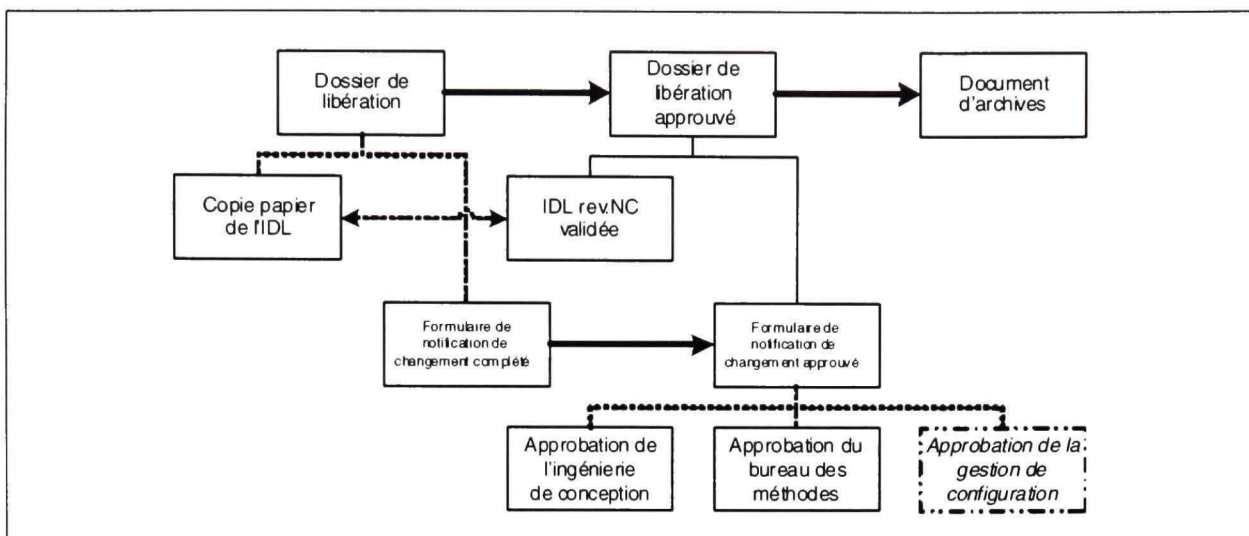 Dossier de
libération
Dossier de
libération
approuvé
Document
d'archives
Copie papier
de l'IDL
IDL rev.NC
validée
Formulaire de
notification de
changement complété
Formulaire de
notification de
changement approuvé
Approbation de
l'ingénierie
de conception
Approbation du
bureau des
méthodes
Approbation de la
gestion de
configuration